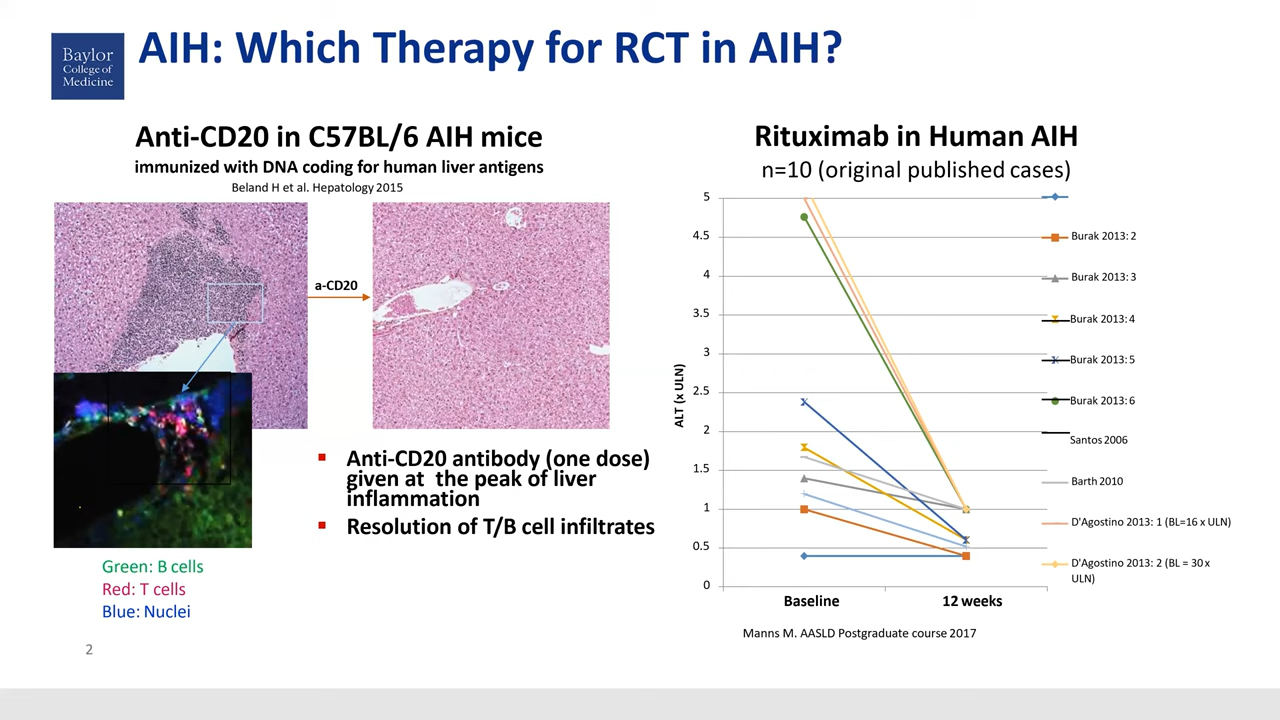 Baylor
College of
Medicine
AIH: Which Therapy for RCT in AIH?
Anti-CD20 in C57BL/6 AIH mice
immunized with DNA coding for human liver antigens
Beland H et al. Hepatology 2015
a-CD20
▪ Anti-CD20 antibody (one dose)
given at the peak of liver
inflammation
▪ Resolution of T/B cell infiltrates
Green: B cells
Red: T cells
Blue: Nuclei
2
Rituximab in Human AIH
n=10 (original published cases)
ALT (x ULN)
5
4.5
4
3.5
3
2.5
2
1.5
1
0.5
0
Baseline
12 weeks
Burak 2013: 2
Burak 2013: 3
Burak 2013: 4
Burak 2013: 5
Burak 2013: 6
Santos 2006
Barth 2010
D'Agostino 2013: 1 (BL=16 x ULN)
D'Agostino 2013: 2 (BL = 30 x
ULN)
Manns M. AASLD Postgraduate course 2017